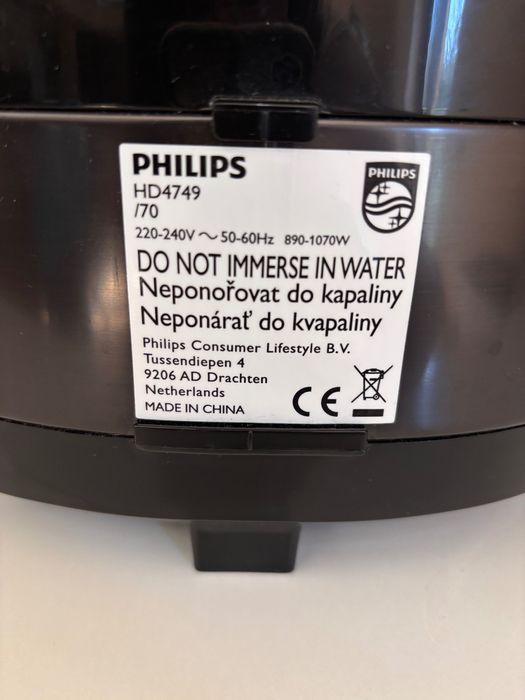 PHILIPS
PHILIPS
HD4749
/70
220-240V ~ 50-60Hz 890-1070W
DO NOT IMMERSE IN WATER
Neponořovat do kapaliny
Neponárať do kvapaliny
Philips Consumer Lifestyle B.V.
Tussendiepen 4
9206 AD Drachten
Netherlands
MADE IN CHINA
CE